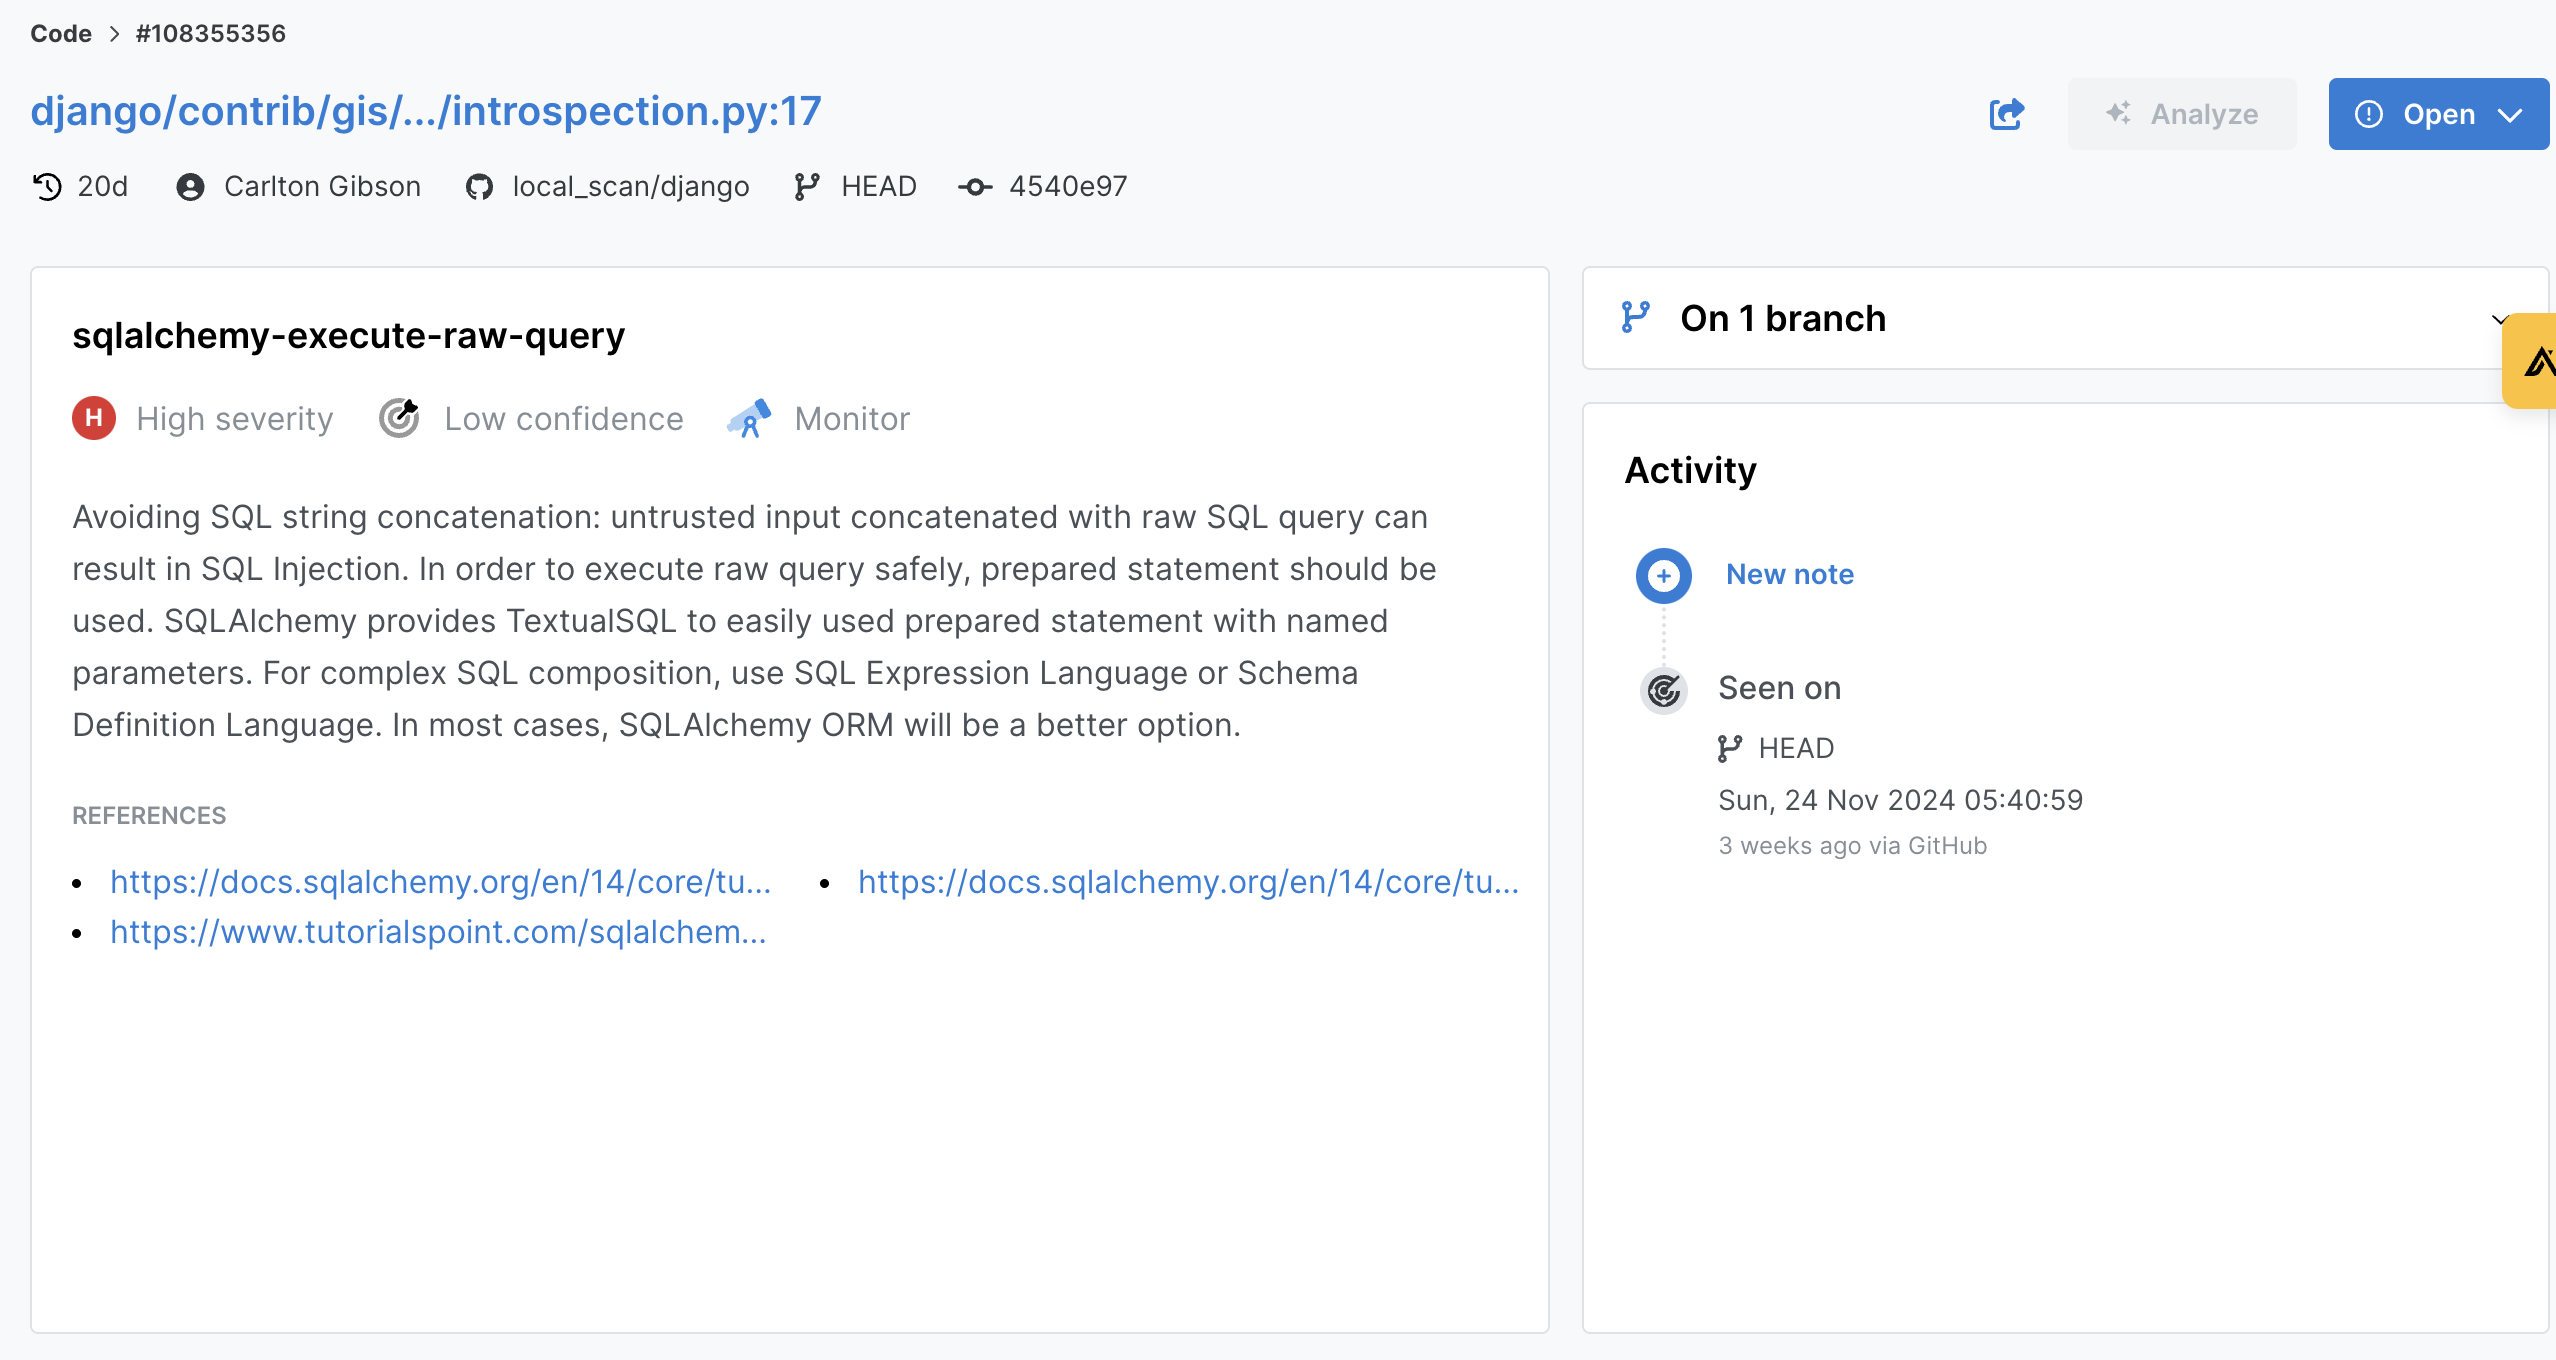 Code > #108355356
django/contrib/gis/.../introspection.py:17
Analyze
Open
20d Carlton Gibson local_scan/django HEAD 4540e97
sqlalchemy-execute-raw-query
H High severity Low confidence Monitor
Avoiding SQL string concatenation: untrusted input concatenated with raw SQL query can
result in SQL Injection. In order to execute raw query safely, prepared statement should be
used. SQLAlchemy provides TextualSQL to easily used prepared statement with named
parameters. For complex SQL composition, use SQL Expression Language or Schema
Definition Language. In most cases, SQLAlchemy ORM will be a better option.
REFERENCES
• https://docs.sqlalchemy.org/en/14/core/tu... • https://docs.sqlalchemy.org/en/14/core/tu...
• https://www.tutorialspoint.com/sqlalchem...
On 1 branch
Activity
New note
Seen on
HEAD
Sun, 24 Nov 2024 05:40:59
3 weeks ago via GitHub